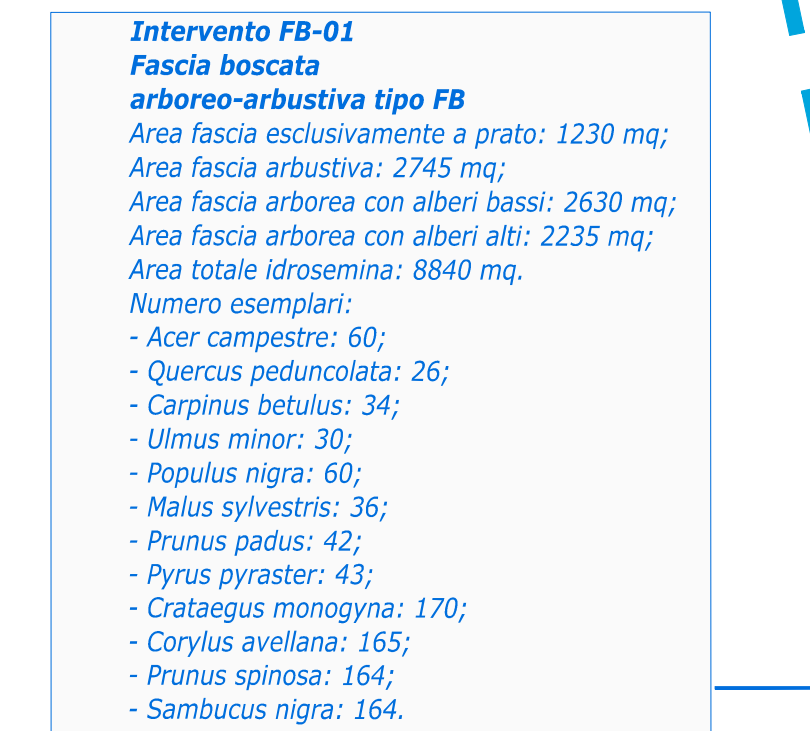 Intervento FB-01
Fascia boscata
arboreo-arbustiva tipo FB
Area fascia esclusivamente a prato: 1230 mq;
Area fascia arbustiva: 2745 mq;
Area fascia arborea con alberi bassi: 2630 mq;
Area fascia arborea con alberi alti: 2235 mq;
Area totale idrosemina: 8840 mq.
Numero esemplari:
- Acer campestre: 60;
- Quercus peduncolata: 26;
- Carpinus betulus: 34;
- Ulmus minor: 30;
- Populus nigra: 60;
- Malus sylvestris: 36;
- Prunus padus: 42;
- Pyrus pyraster: 43;
- Crataegus monogyna: 170;
- Corylus avellana: 165;
- Prunus spinosa: 164;
- Sambucus nigra: 164.